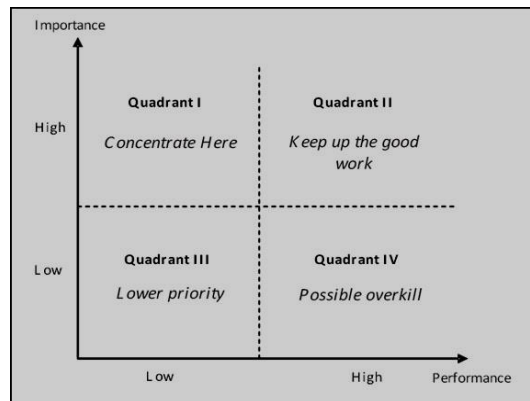 Importance
Quadrant I
Quadrant II
High
Concentrate Here
Keep up the good
work
Quadrant III
Quadrant IV
Low
Lower priority
Possible overkill
Low
High
Performance